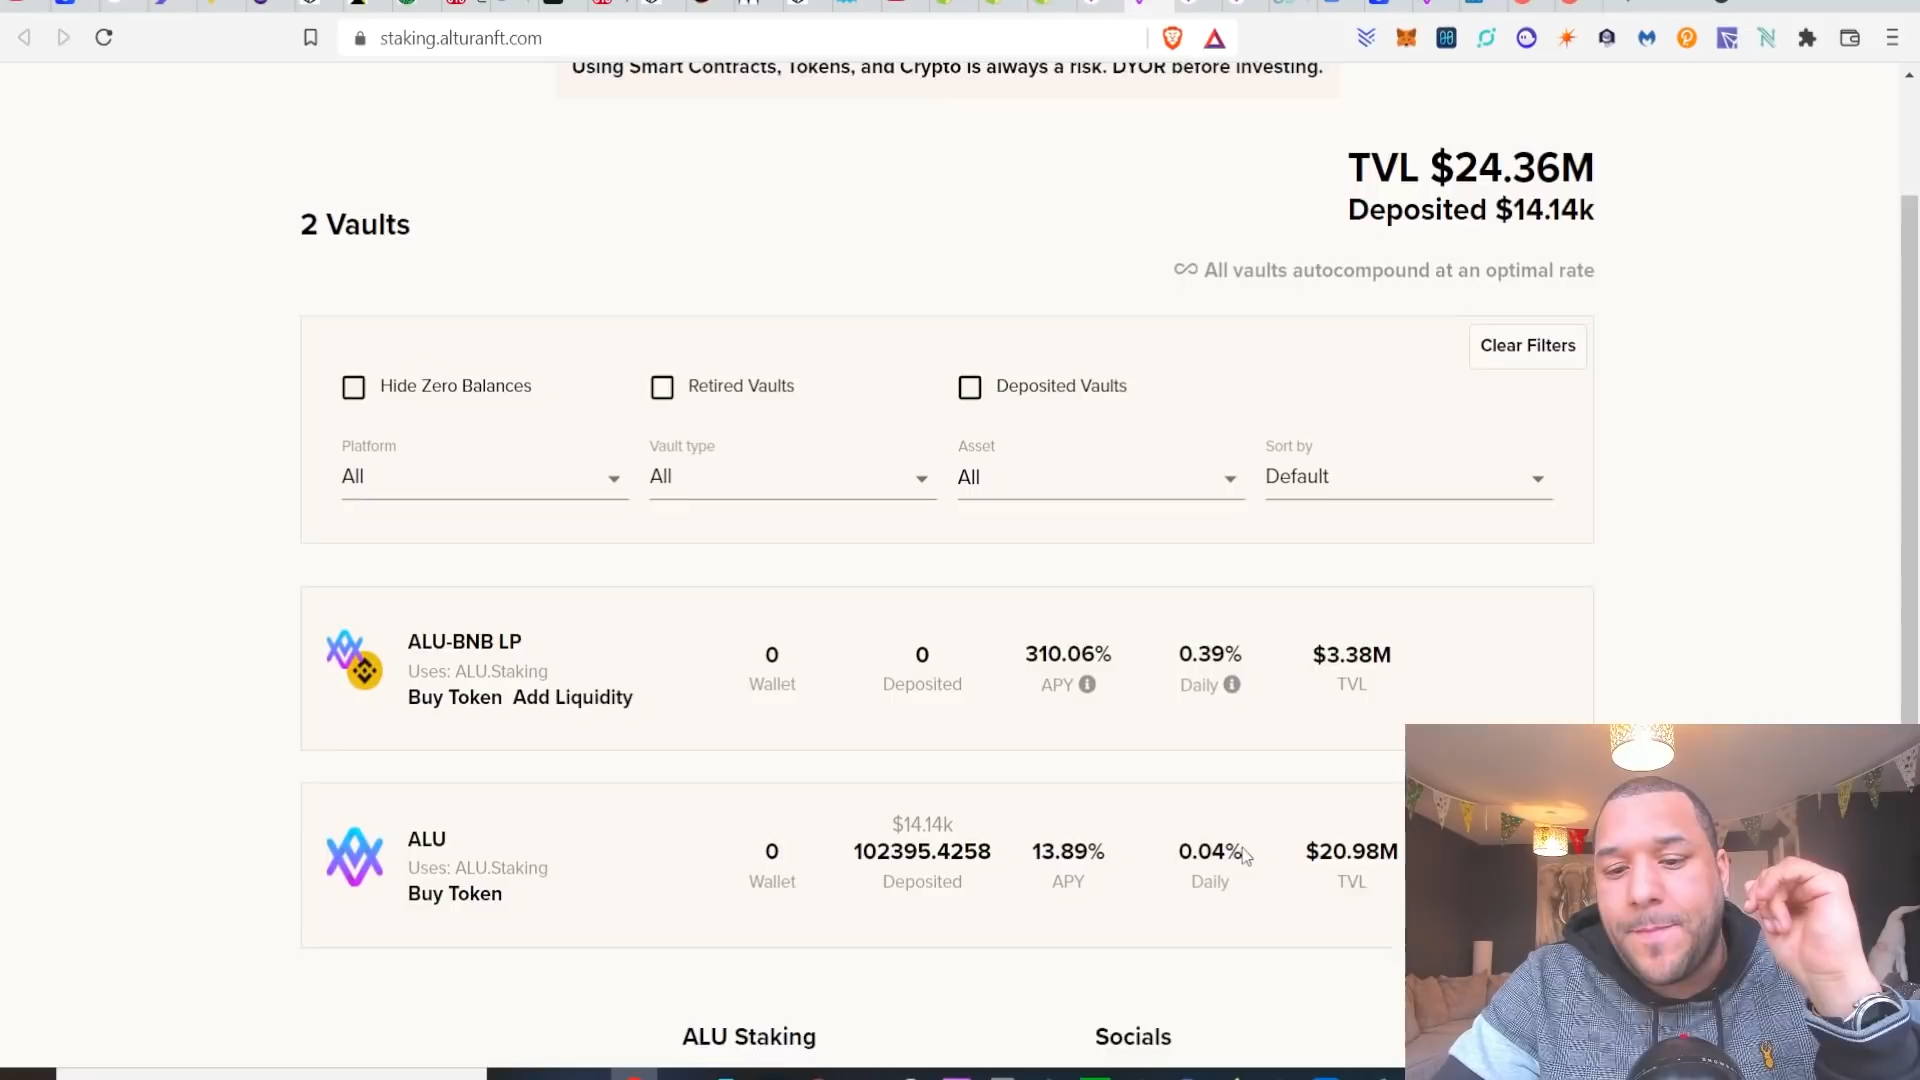 staking.alturanft.com
Using Smart Contracts, Tokens, and Crypto is always a risk. DYOR before investing.
TVL $24.36M
Deposited $14.14k
2 Vaults
All vaults autocompound at an optimal rate
Clear Filters
Hide Zero Balances
Retired Vaults
Deposited Vaults
Platform
Vault type
Asset
Sort by
All
All
All
Default
ALU-BNB LP
Uses: ALU.Staking
Buy Token Add Liquidity
0
Wallet
0
Deposited
310.06%
APY
0.39%
Daily
$3.38M
TVL
ALU
Uses: ALU.Staking
Buy Token
0
Wallet
$14.14k
102395.4258
Deposited
13.89%
APY
0.04%
Daily
$20.98M
TVL
ALU Staking
Socials